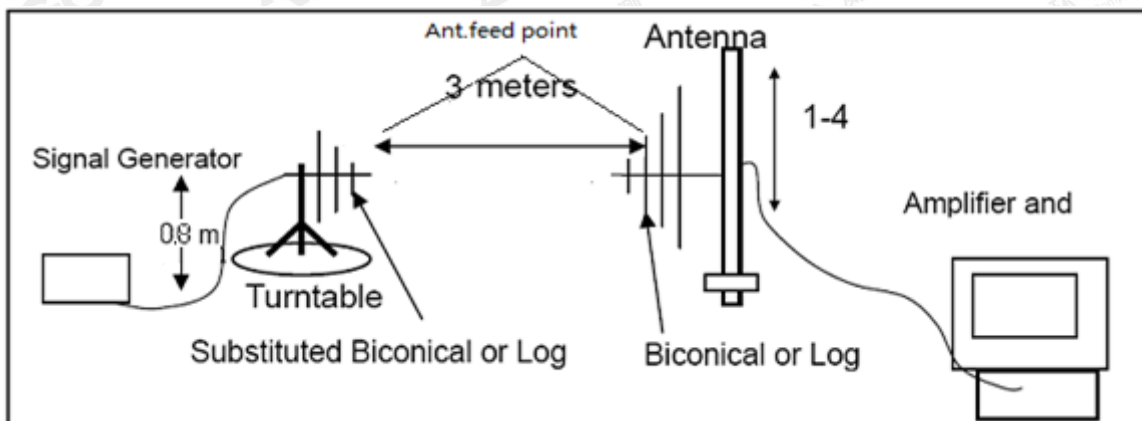 Ant.feed point
Antenna
3 meters
1-4
Signal Generator
0.8 m
Amplifier and
Turntable
Substituted Biconical or Log
Biconical or Log